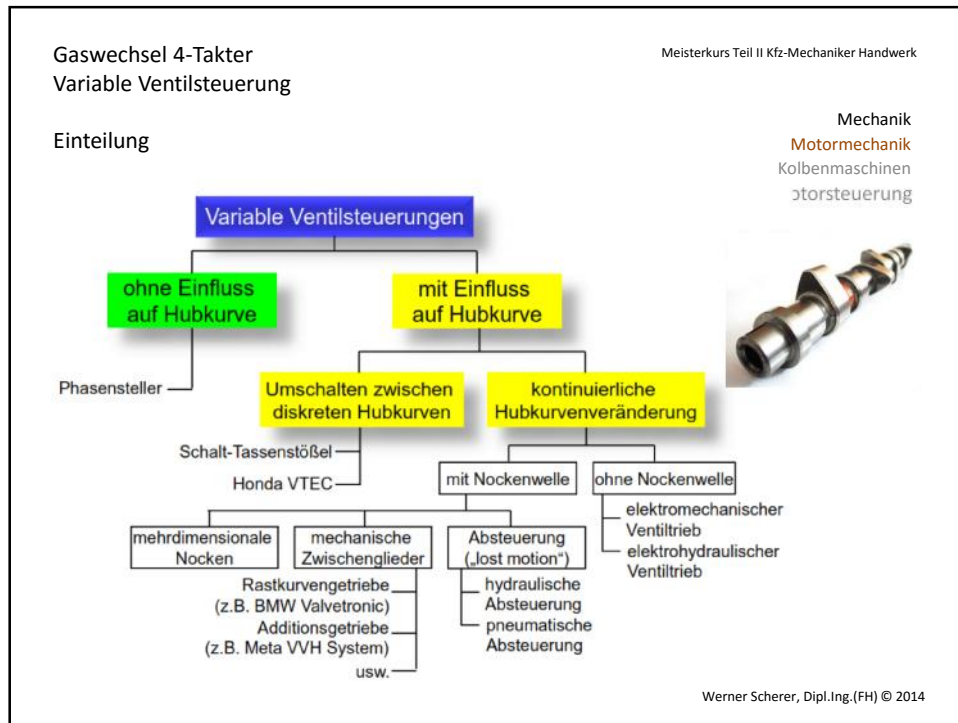 Gaswechsel 4-Takter
Variable Ventilsteuerung
Meisterkurs Teil II Kfz-Mechaniker Handwerk
Einteilung
Mechanik
Motormechanik
Kolbenmaschinen
otorsteuerung
Variable Ventilsteuerungen
ohne Einfluss
auf Hubkurve
mit Einfluss
auf Hubkurve
Phasensteller
Umschalten zwischen
diskreten Hubkurven
kontinuierliche
Hubkurvenveränderung
Schalt-Tassenstößel
Honda VTEC
mit Nockenwelle
ohne Nockenwelle
elektromechanischer
Ventiltrieb
elektrohydraulischer
Ventiltrieb
mehrdimensionale
Nocken
mechanische
Zwischenglieder
Absteuerung
(„lost motion“)
Rastkurvengetriebe
(z.B. BMW Valvetronic)
Additionsgetriebe
(z.B. Meta VVH System)
usw.
hydraulische
Absteuerung
pneumatische
Absteuerung
Werner Scherer, Dipl.Ing.(FH) © 2014